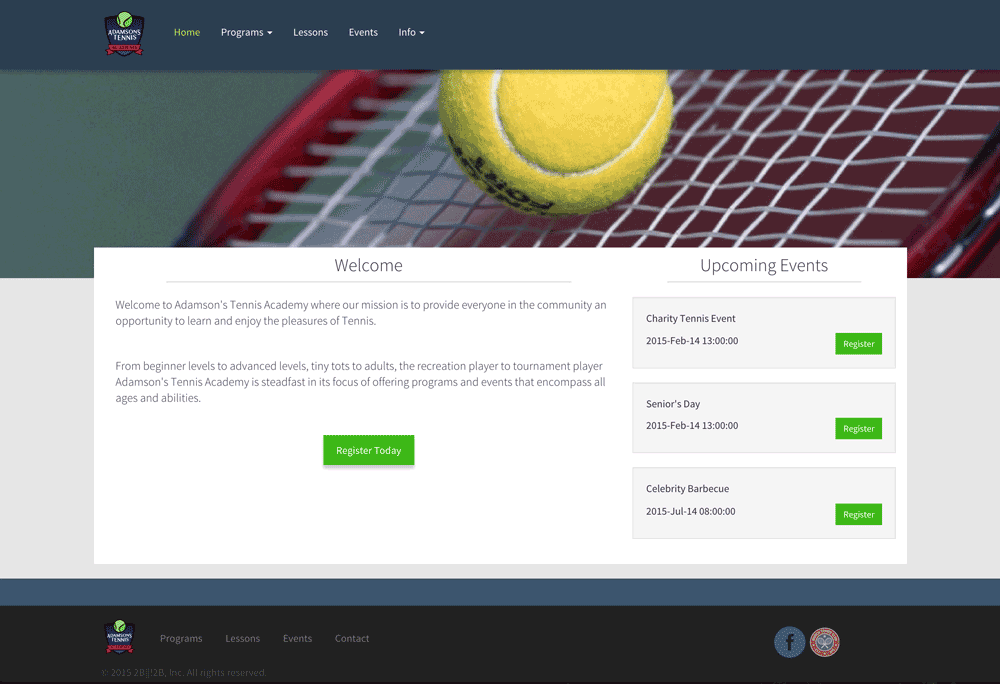 ADAMSONS
TENNIS
Home
Programs
Lessons
Events
Info
Welcome
Welcome to Adamson's Tennis Academy where our mission is to provide everyone in the community an
opportunity to learn and enjoy the pleasures of Tennis.
From beginner levels to advanced levels, tiny tots to adults, the recreation player to tournament player
Adamson's Tennis Academy is steadfast in its focus of offering programs and events that encompass all
ages and abilities.
Register Today
Upcoming Events
Charity Tennis Event
2015-Feb-14 13:00:00
Register
Senior's Day
2015-Feb-14 13:00:00
Register
Celebrity Barbecue
2015-Jul-14 08:00:00
Register
ADAMSONS
TENNIS
Programs
Lessons
Events
Contact
© 2015 Inc. All rights reserved.